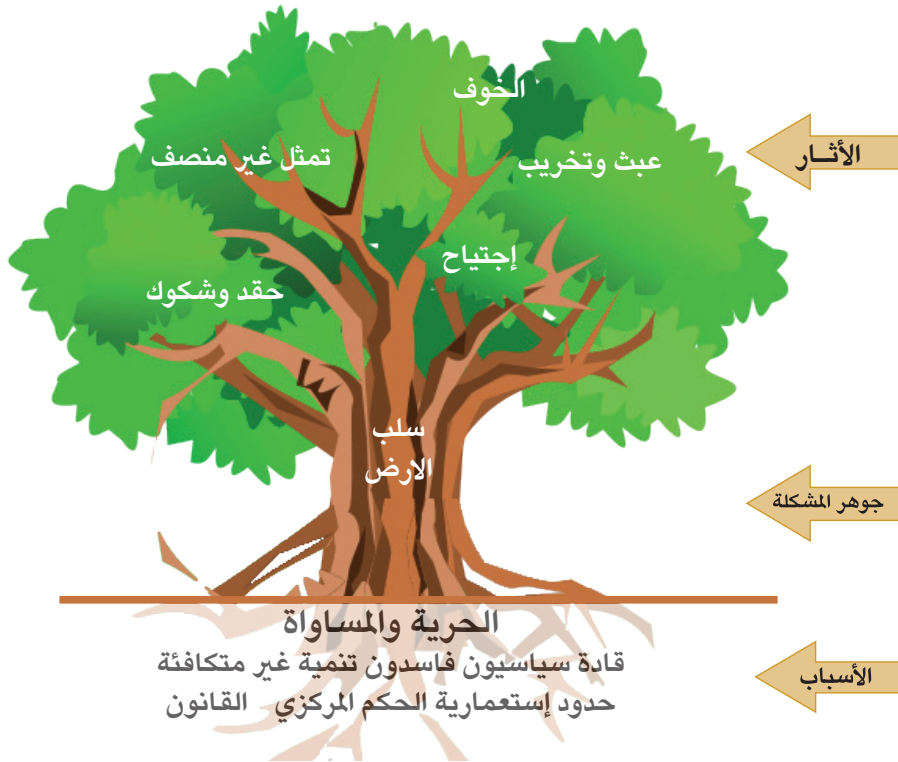 الخوف
تمثل غير منصف
عبث وتخريب
الأثــار
إجتياح
حقد وشكوك
سلب
الارض
جوهر المشكلة
الحرية والمساواة
قادة سياسيون فاسدون تنمية غير متكافئة
حدود إستعمارية الحكم المركزي القانون
الأسباب